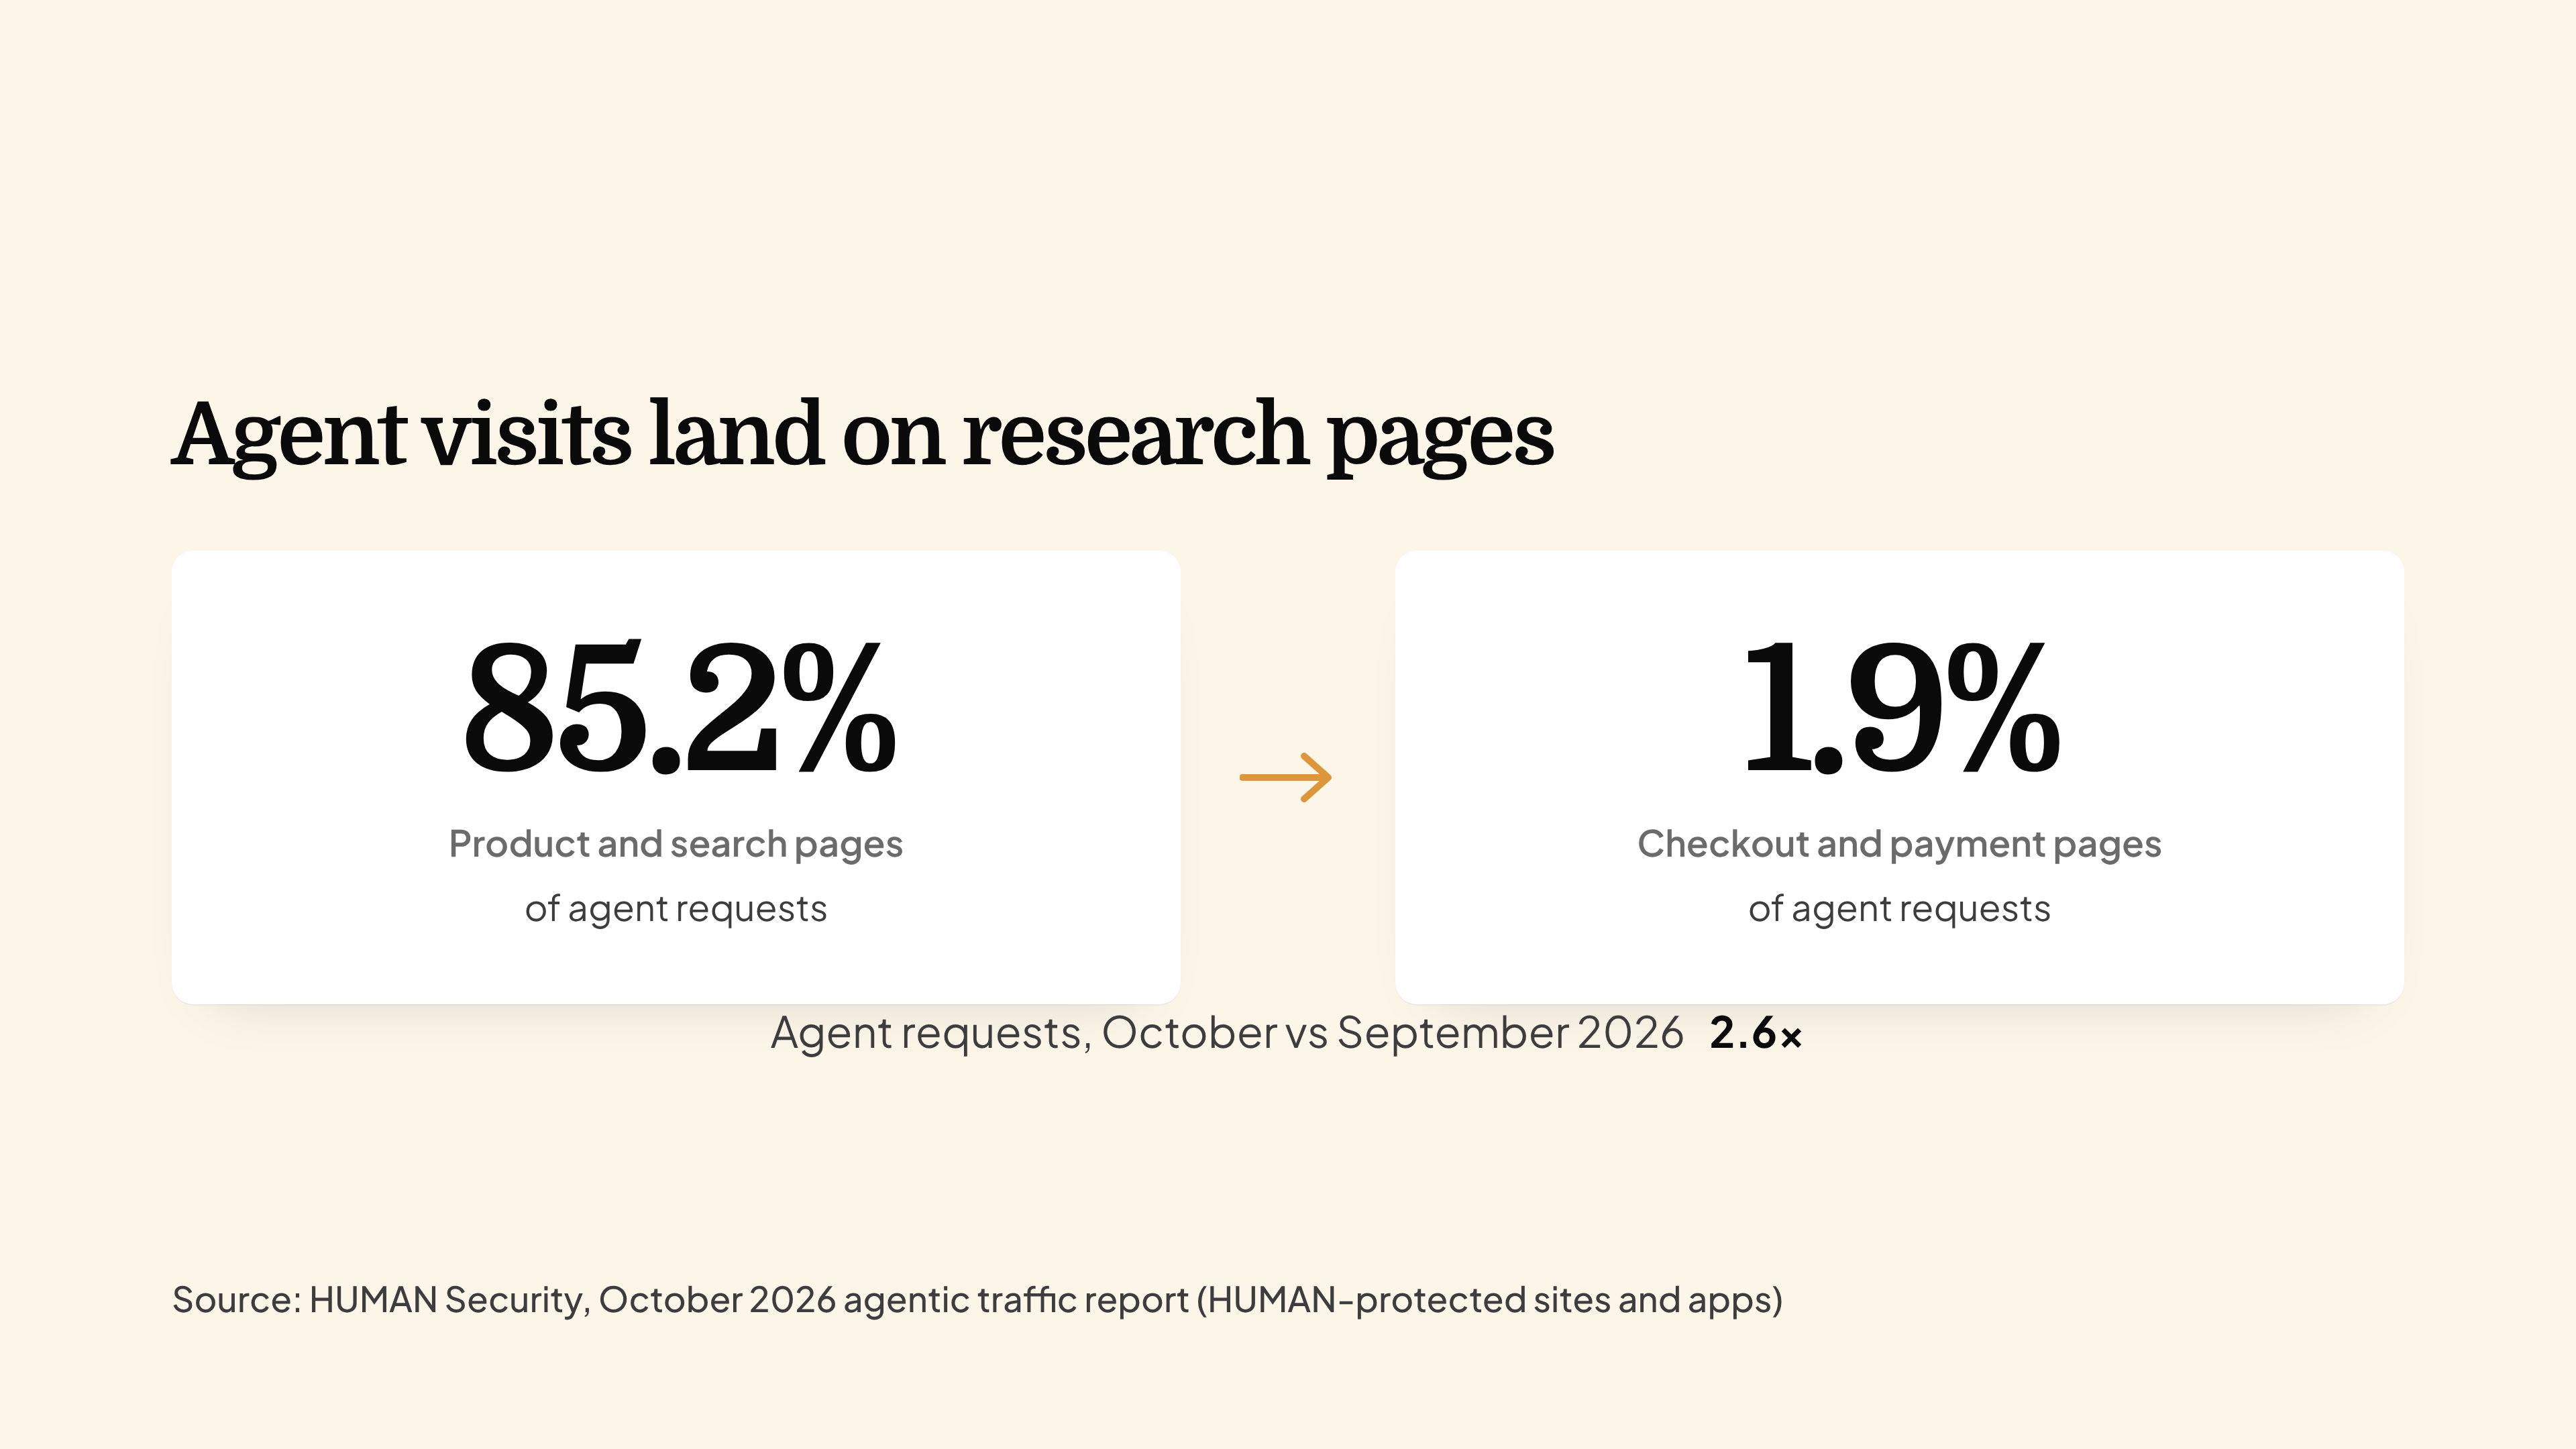 Agent visits land on research pages
85.2%
Product and search pages
of agent requests
1.9%
Checkout and payment pages
of agent requests
Agent requests, October vs September 2026 2.6×
Source: HUMAN Security, October 2026 agentic traffic report (HUMAN-protected sites and apps)